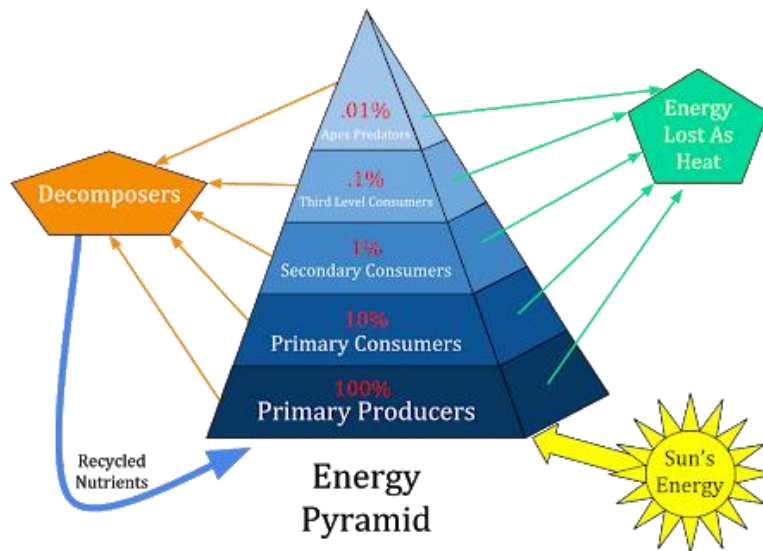 .01%
Apex Predators
.1%
Third Level Consumers
1%
Secondary Consumers
10%
Primary Consumers
100%
Primary Producers
Decomposers
Energy
Lost As
Heat
Recycled
Nutrients
Energy
Pyramid
Sun's
Energy